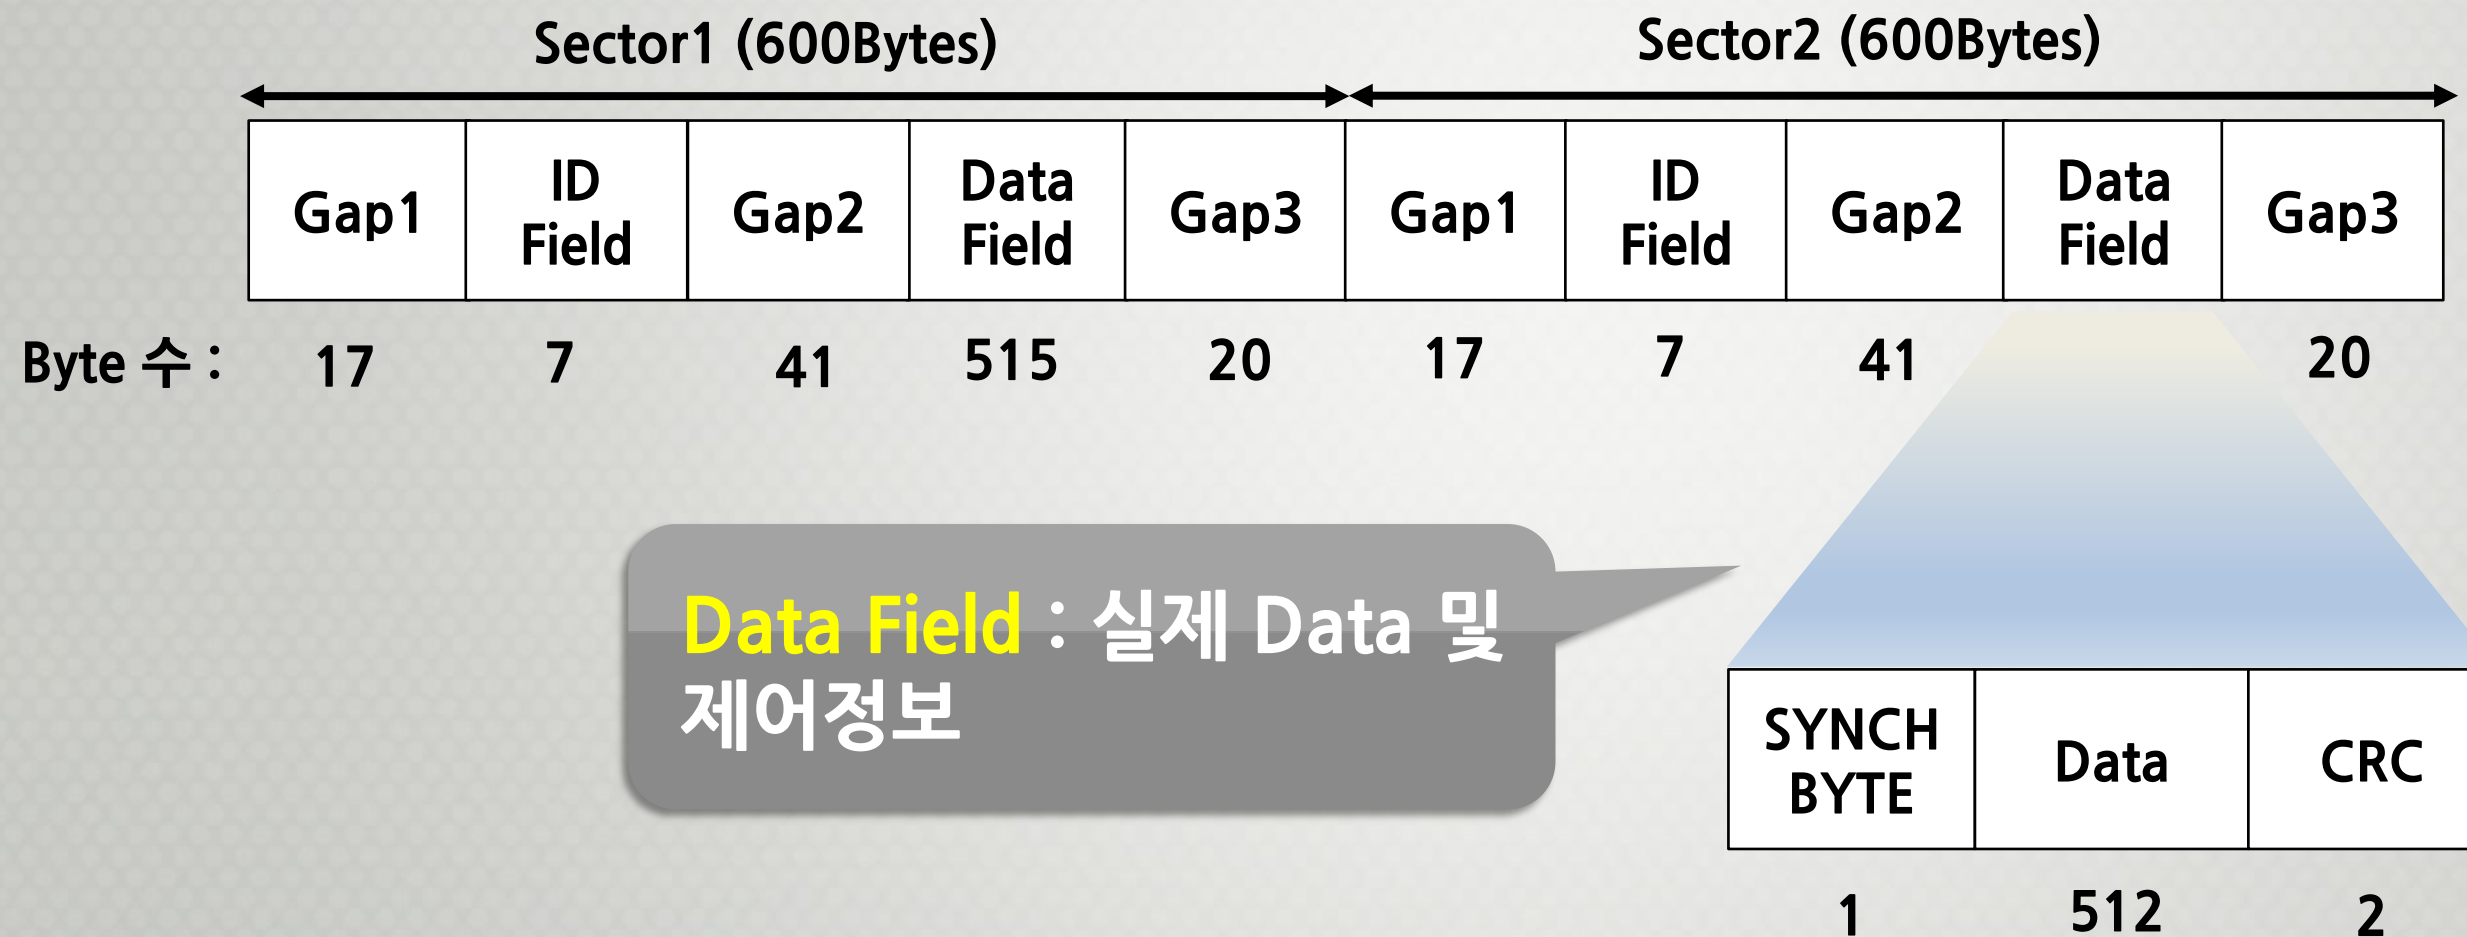 Sector1 (600Bytes)
Sector2 (600Bytes)
Gap1
ID
Field
Gap2
Data
Field
Gap3
Gap1
ID
Field
Gap2
Data
Field
Gap3
Byte 수 : 17 7 41 515 20 17 7 41 20
Data Field : 실제 Data 및
제어정보
SYNCH
BYTE
Data
CRC
1 512 2